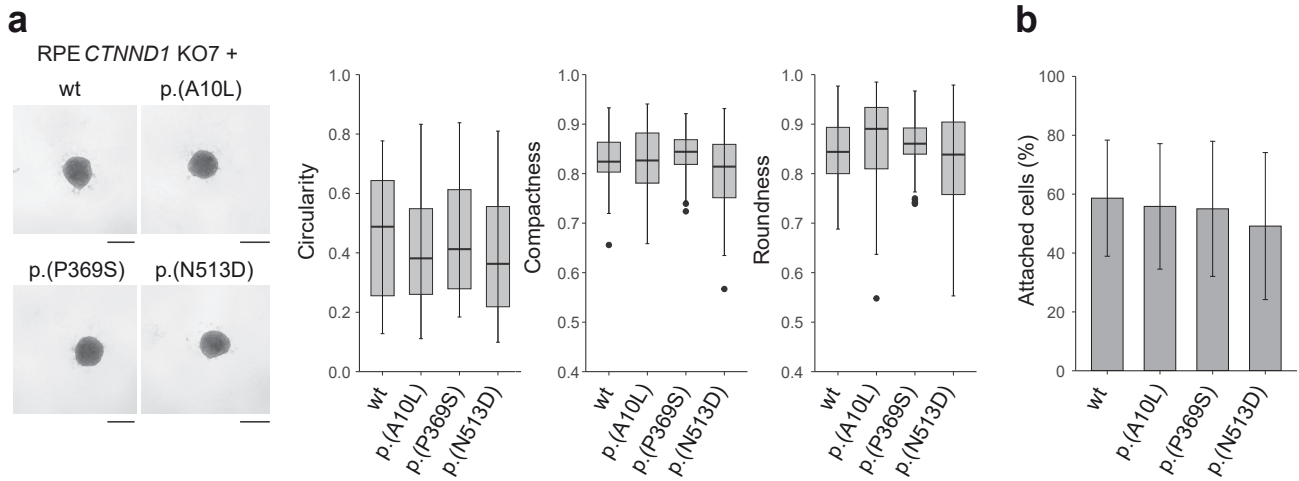 a
RPE CTNND1 KO7 +
wt
p.(A10L)
p.(P369S)
p.(N513D)
Circularity
1.0
0.8
0.6
0.4
0.2
0.0
wt
p.(A10L)
p.(P369S)
p.(N513D)
Compactness
1.0
0.9
0.8
0.7
0.8
0.5
0.4
wt
p.(A10L)
p.(P369S)
p.(N513D)
Roundness
1.0
0.9
0.8
0.7
0.8
0.5
0.4
wt
p.(A10L)
p.(P369S)
p.(N513D)
b
Attached cells (%)
100
80
60
40
20
0
wt
p.(A10L)
p.(P369S)
p.(N513D)